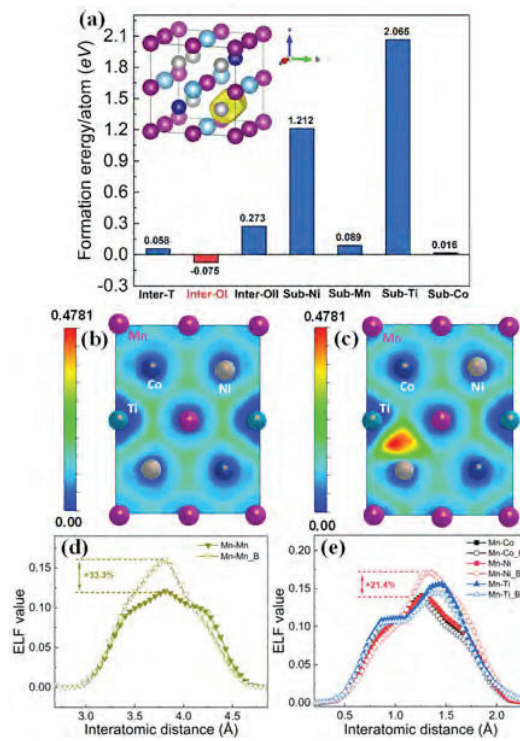 (a)
Formation energy/atom (eV)
2.1
1.8
1.5
1.2
0.9
0.6
0.3
0.0
-0.3
0.058
-0.075
0.273
1.212
0.089
2.065
0.016
Inter-T Inter-OI Inter-OII Sub-Ni Sub-Mn Sub-Ti Sub-Co
0.4781
(b)
Mn
Co
Ni
Ti
0.00
0.4781
(c)
Mn
Co
Ni
Ti
0.00
(d)
Mn-Mn
Mn-Mn_B
+33.3%
ELF value
0.15
0.10
0.05
0.00
3.0 3.5 4.0 4.5
Interatomic distance (Å)
(e)
Mn-Co
Mn-Ni
Mn-Ni_B
Mn-Ti
Mn-Ti_B
+21.4%
ELF value
0.20
0.15
0.10
0.05
0.00
0.5 1.0 1.5 2.0
Interatomic distance (Å)